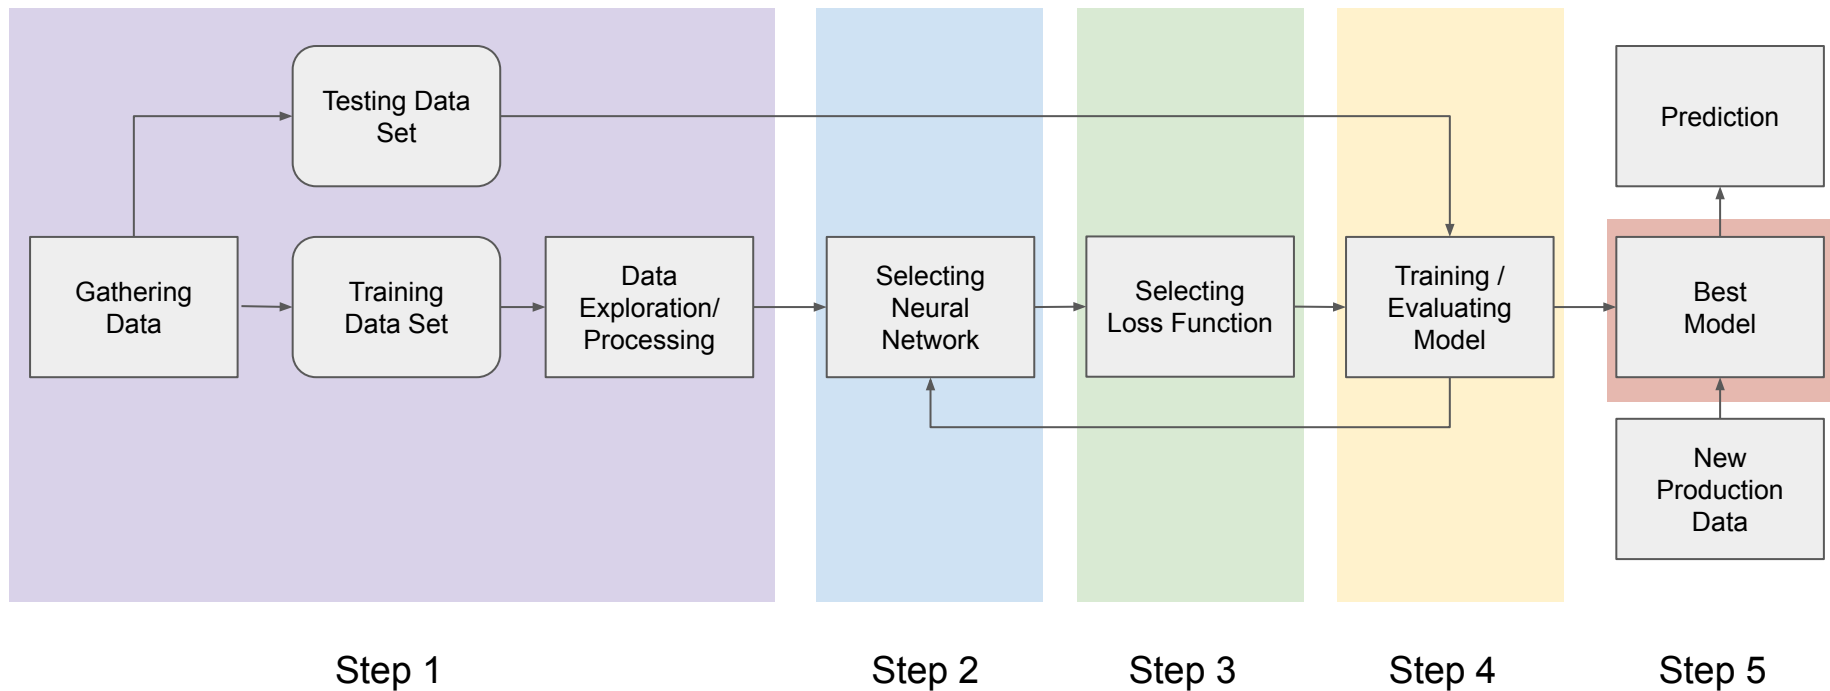 Testing Data
Set
Prediction
Gathering
Data
Training
Data Set
Data
Exploration/
Processing
Selecting
Neural
Network
Selecting
Loss Function
Training /
Evaluating
Model
Best
Model
New
Production
Data
Step 1
Step 2
Step 3
Step 4
Step 5